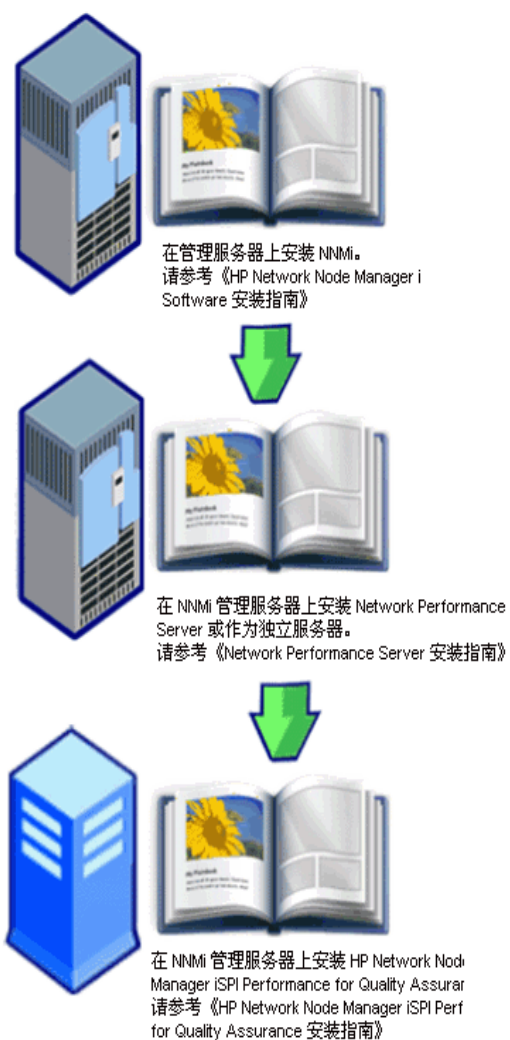 在管理服务器上安装 NNMi。
请参考《HP Network Node Manager i
Software 安装指南》
在 NNMi 管理服务器上安装 Network Performance
Server 或作为独立服务器。
请参考《Network Performance Server 安装指南》
在 NNMi 管理服务器上安装 HP Network Node
Manager iSPI Performance for Quality Assurar
请参考《HP Network Node Manager iSPI Perf
for Quality Assurance 安装指南》